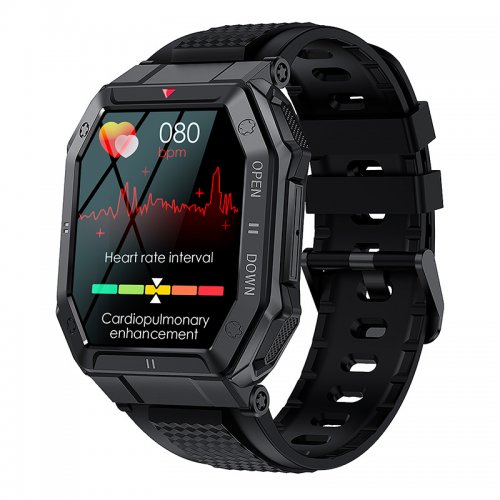 080
bpm
OPEN
Heart rate interval
DOWN
Cardiopulmonary
enhancement